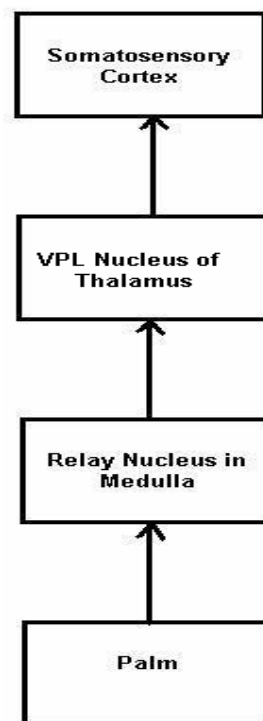 Somatosensory
Cortex
VPL Nucleus of
Thalamus
Relay Nucleus in
Medulla
Palm